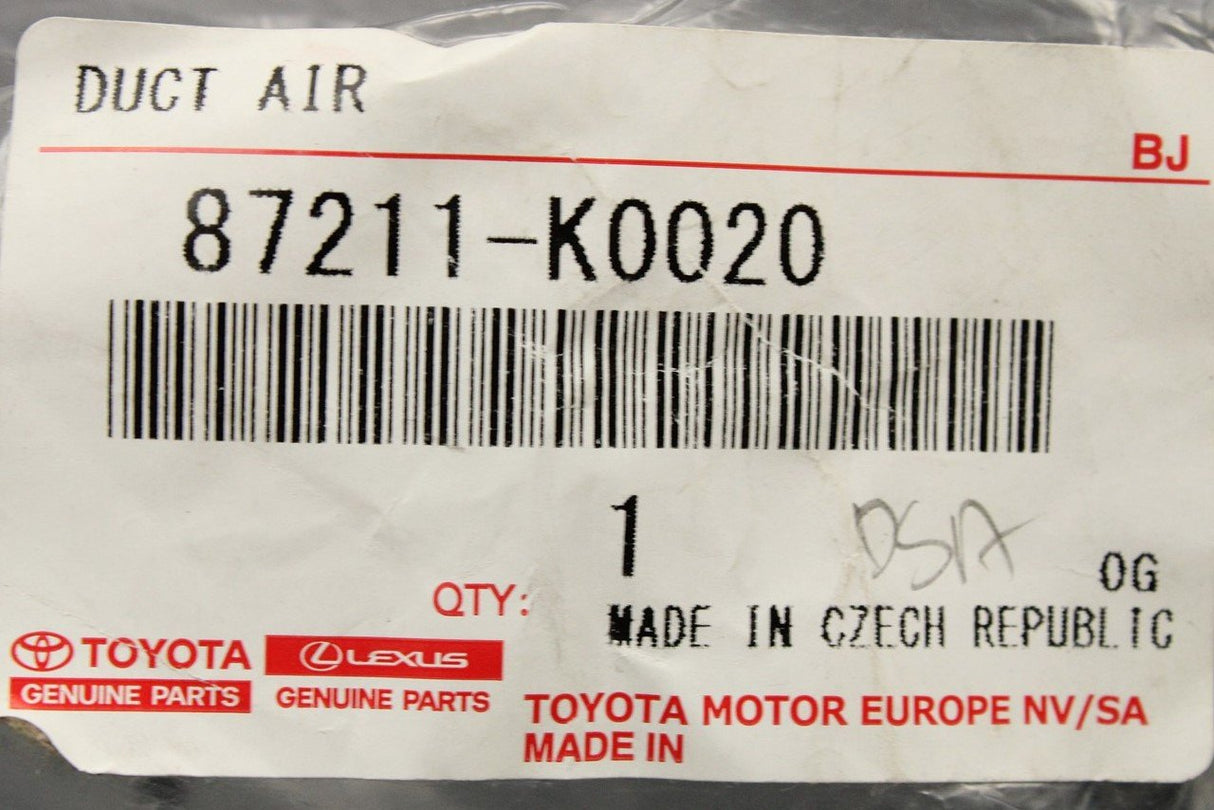 DUCT AIR
BJ
87211-K0020
1
OG
QTY:
MADE IN CZECH REPUBLIC
TOYOTA
GENUINE PARTS
LEXUS
GENUINE PARTS
TOYOTA MOTOR EUROPE NV/SA
MADE IN